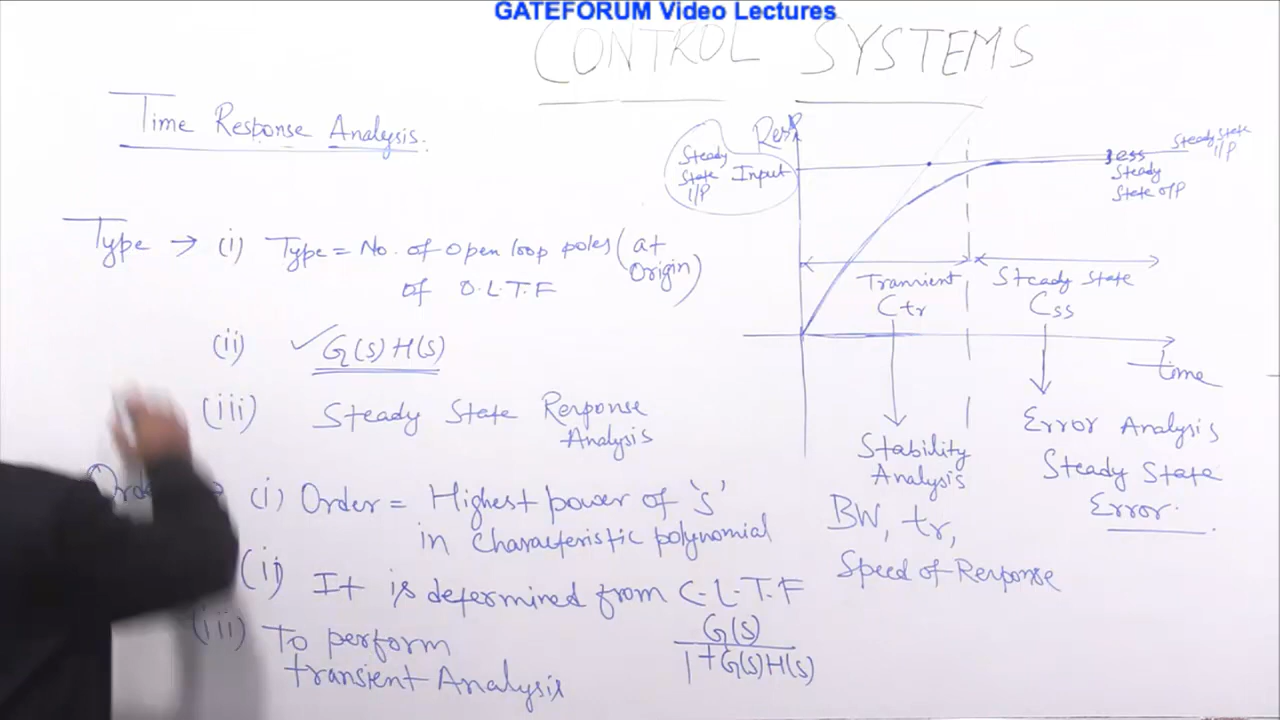 GATEFORUM Video Lectures
CONTROL SYSTEMS
Time Response Analysis.
Type → (i) Type = No. of open loop poles (at Origin)
of O.L.T.F
(ii) ✓ G(s) H(s)
(iii) Steady State Response
Analysis
Order → (i) Order = Highest power of 's'
in characteristic polynomial
(ii) It is determined from C.L.T.F
G(s)
1+G(s)H(s)
(iii) To perform
transient Analysis
Resp
Steady
State
I/P
Input
ess
Steady State
I/P
Steady
State O/P
Transient
Ctr
Steady State
Css
time
Stability
Analysis
BW, tr,
Speed of Response
Error Analysis
Steady State
Error.